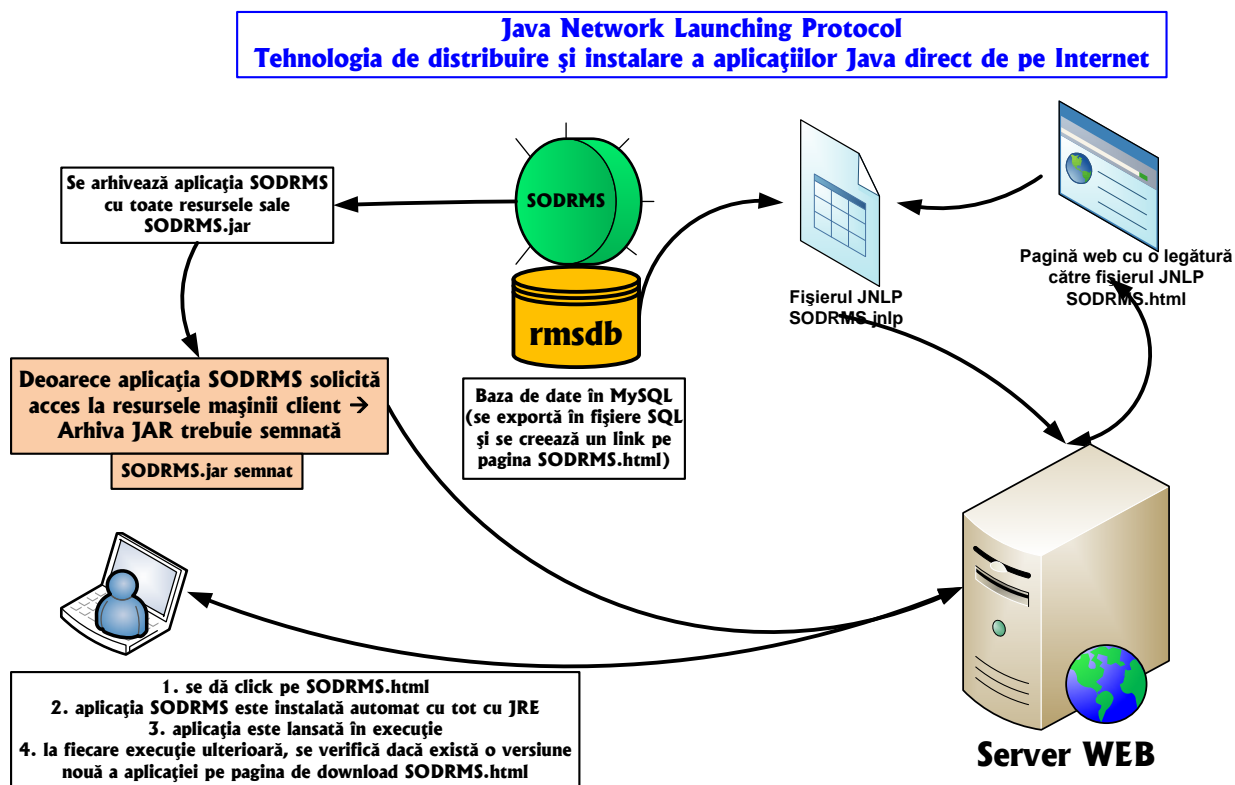 Java Network Launching Protocol
Tehnologia de distribuire şi instalare a aplicaţiilor Java direct de pe Internet
Se arhivează aplicaţia SODRMS
cu toate resursele sale
SODRMS.jar
SODRMS
rmsdb
Fişierul JNLP
SODRMS.jnlp
Pagină web cu o legătură
către fişierul JNLP
SODRMS.html
Deoarece aplicaţia SODRMS solicită
acces la resursele maşinii client →
Arhiva JAR trebuie semnată
SODRMS.jar semnat
Baza de date în MySQL
(se exportă în fişiere SQL
şi se creează un link pe
pagina SODRMS.html)
1. se dă click pe SODRMS.html
2. aplicaţia SODRMS este instalată automat cu tot cu JRE
3. aplicaţia este lansată în execuţie
4. la fiecare execuţie ulterioară, se verifică dacă există o versiune
nouă a aplicaţiei pe pagina de download SODRMS.html
Server WEB